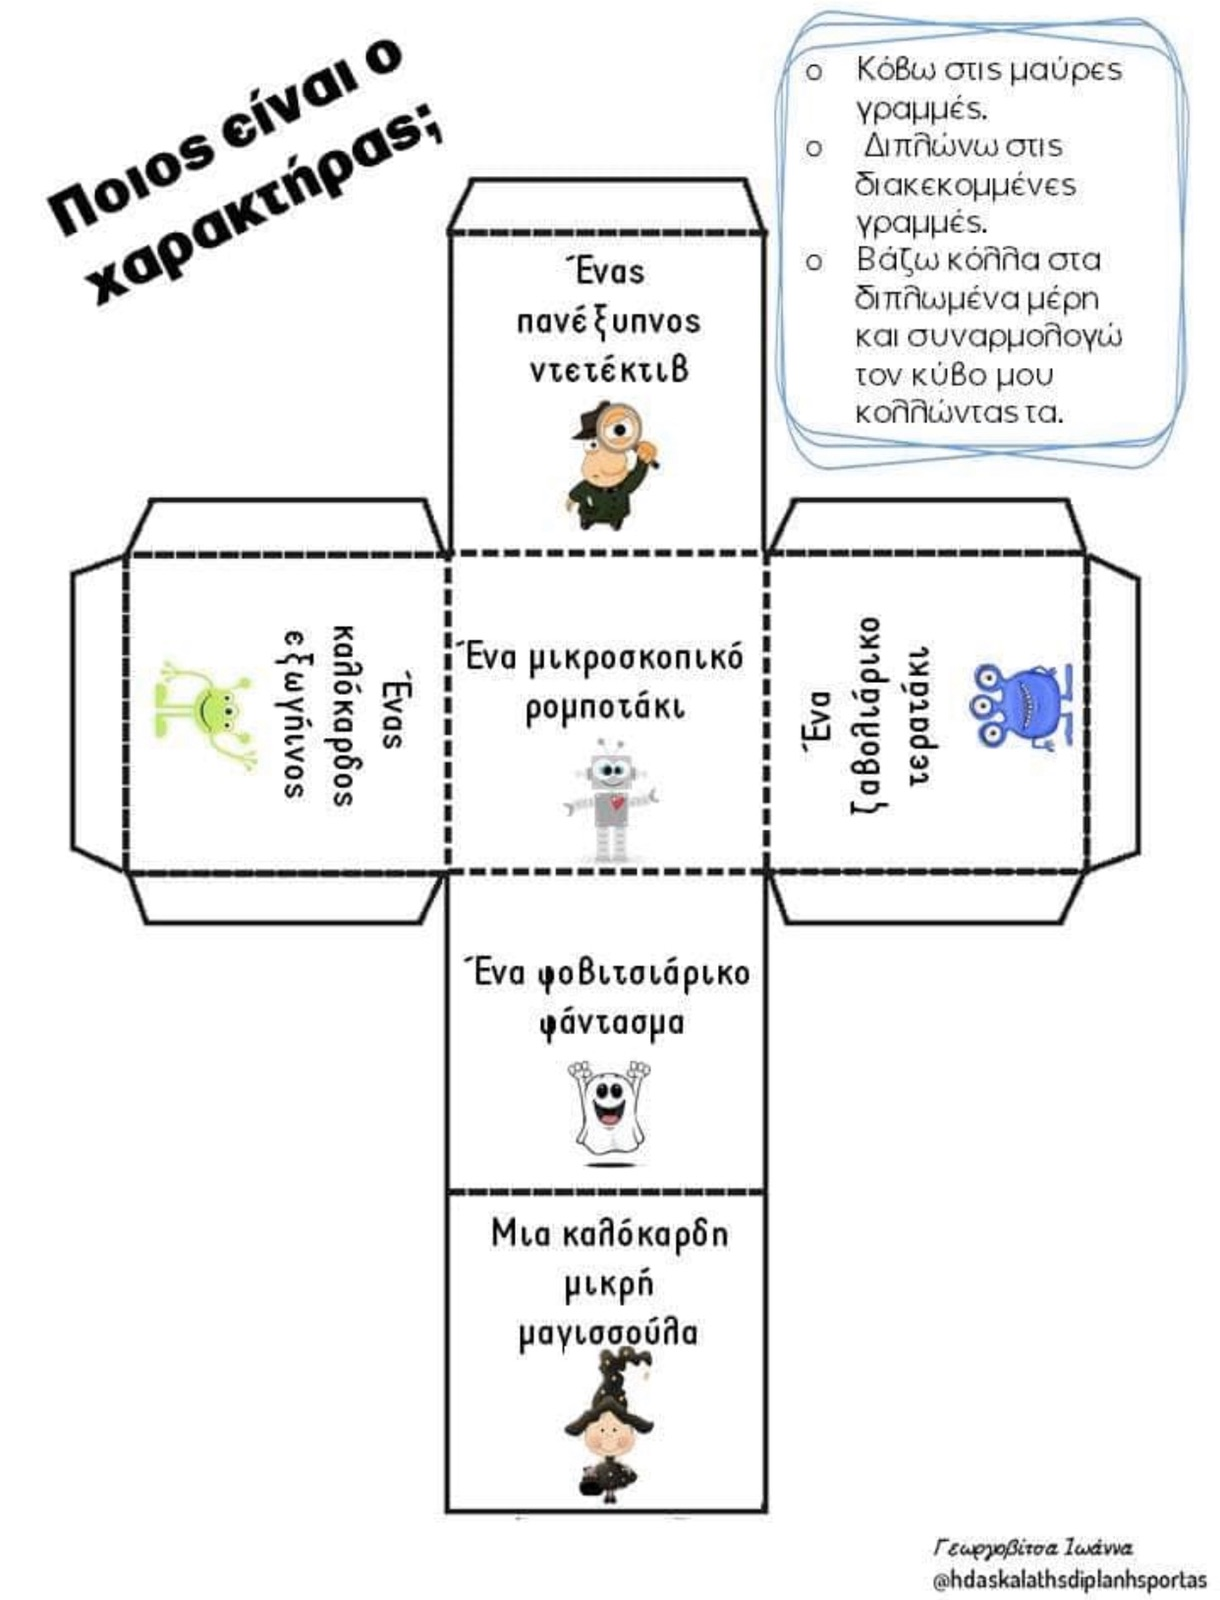 Ποιος είναι ο
χαρακτήρας;
ο Κόβω στις μαύρες
γραμμές.
ο Διπλώνω στις
διακεκομμένες
γραμμές.
ο Βάζω κόλλα στα
διπλωμένα μέρη
και συναρμολογώ
τον κύβο μου
κολλώντας τα.
Ένας
πανέξυπνος
ντετέκτιβ
Ένας
καλόκαρδος
εξωγήινος
Ένα μικροσκοπικό
ρομποτάκι
Ένα
ζαβολιάρικο
τερατάκι
Ένα φοβιτσιάρικο
φάντασμα
Μια καλόκαρδη
μικρή
μαγισσούλα
Γεωργοβίτσα Ιωάννα
@hdaskalathsdiplanhsportas